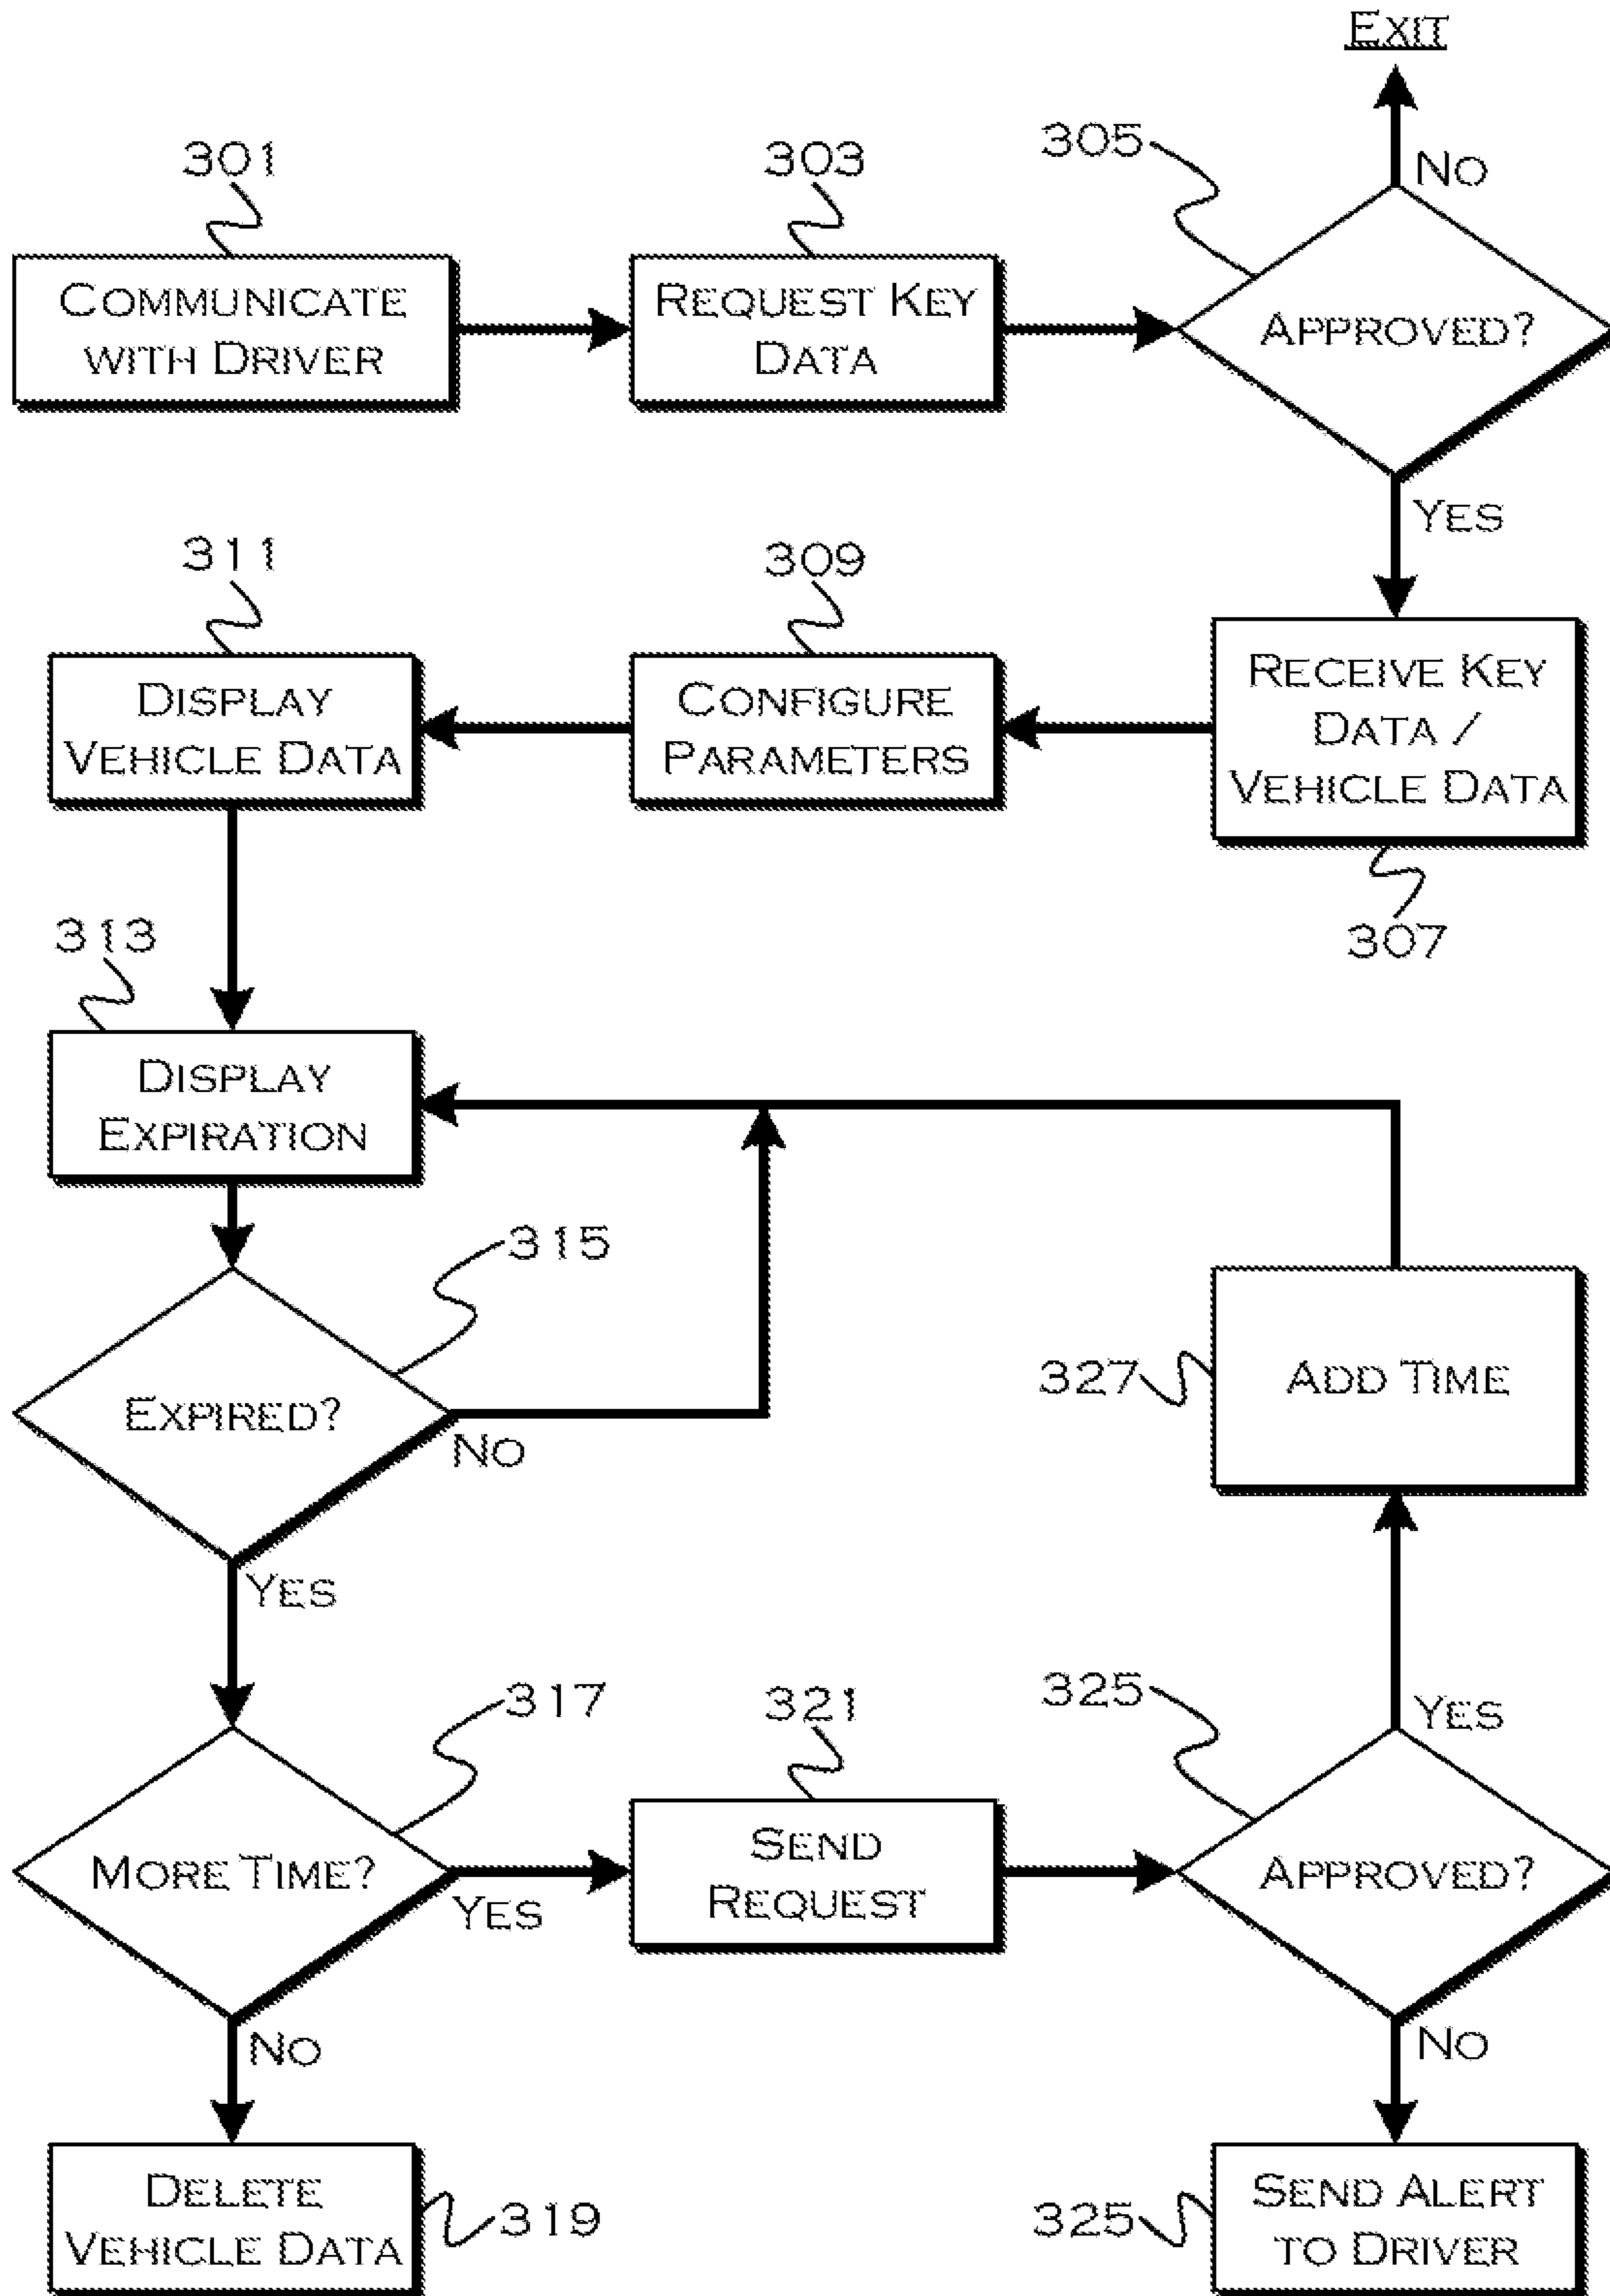 EXIT
301
303
305
NO
COMMUNICATE
WITH DRIVER
REQUEST KEY
DATA
APPROVED?
YES
311
309
DISPLAY
VEHICLE DATA
CONFIGURE
PARAMETERS
RECEIVE KEY
DATA /
VEHICLE DATA
307
313
DISPLAY
EXPIRATION
315
EXPIRED?
NO
YES
327
ADD TIME
317
321
325
YES
MORE TIME?
YES
SEND
REQUEST
APPROVED?
NO
NO
DELETE
VEHICLE DATA
319
325
SEND ALERT
TO DRIVER